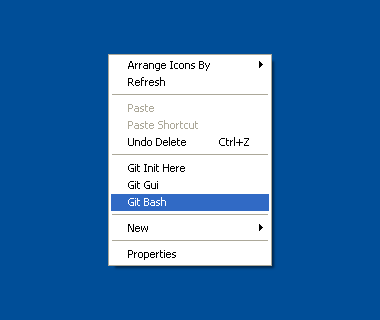 Arrange Icons By
Refresh
Paste
Paste Shortcut
Undo Delete Ctrl+Z
Git Init Here
Git Gui
Git Bash
New
Properties